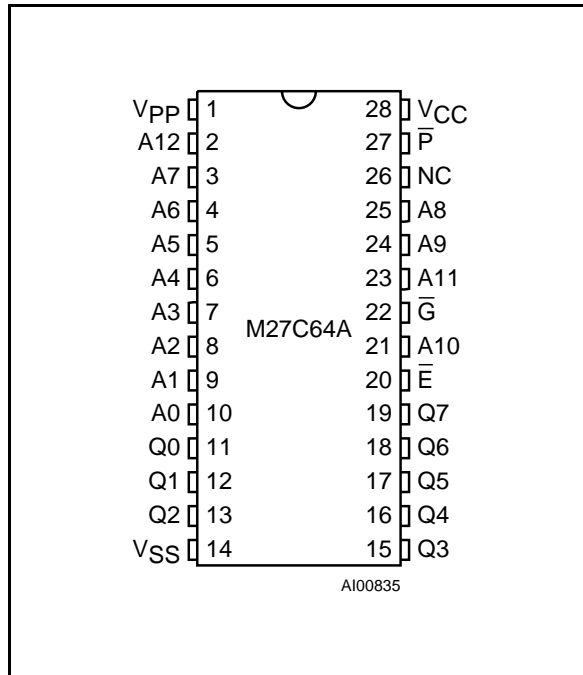 VPP 1 28 VCC
A12 2 27 P̅
A7 3 26 NC
A6 4 25 A8
A5 5 24 A9
A4 6 23 A11
A3 7 22 G̅
M27C64A
A2 8 21 A10
A1 9 20 E̅
A0 10 19 Q7
Q0 11 18 Q6
Q1 12 17 Q5
Q2 13 16 Q4
VSS 14 15 Q3
AI00835